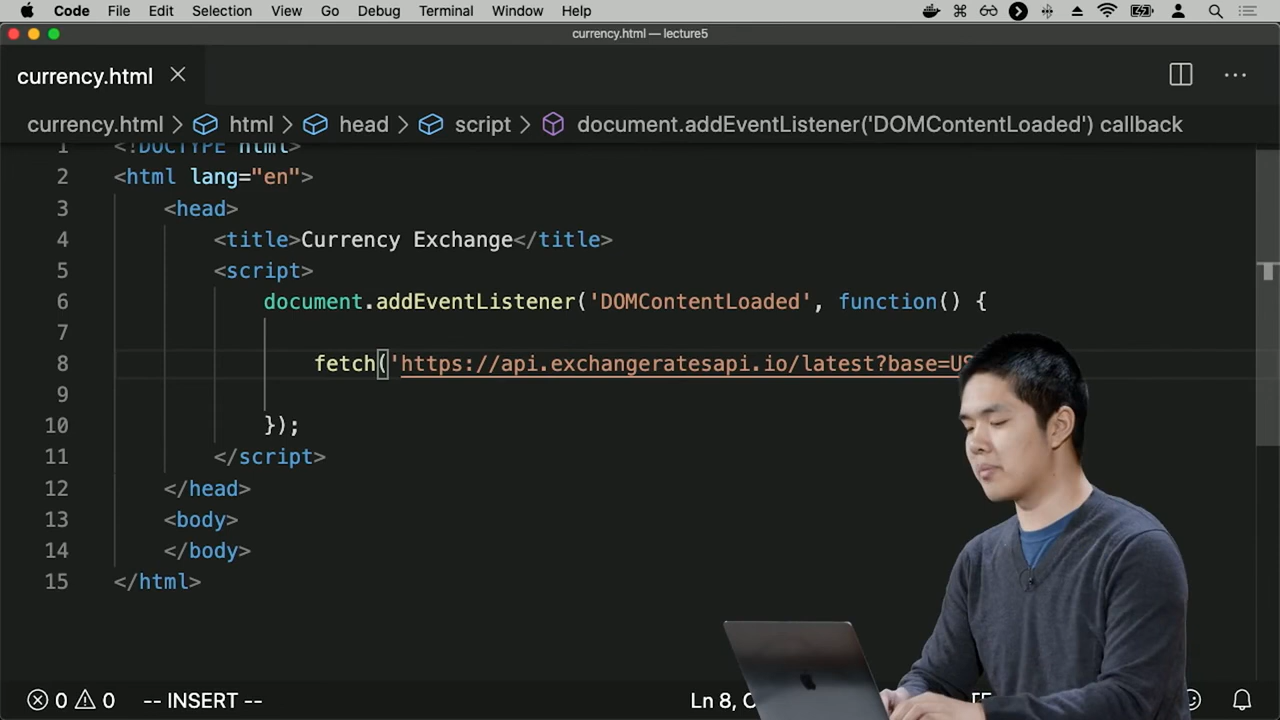 Code File Edit Selection View Go Debug Terminal Window Help
currency.html — lecture5
currency.html
currency.html > html > head > script > document.addEventListener('DOMContentLoaded') callback
1 <!DOCTYPE html>
2 <html lang="en">
3 <head>
4 <title>Currency Exchange</title>
5 <script>
6 document.addEventListener('DOMContentLoaded', function() {
7
8 fetch('https://api.exchangeratesapi.io/latest?base=US
9
10 });
11 </script>
12 </head>
13 <body>
14 </body>
15 </html>
0 0 -- INSERT -- Ln 8,